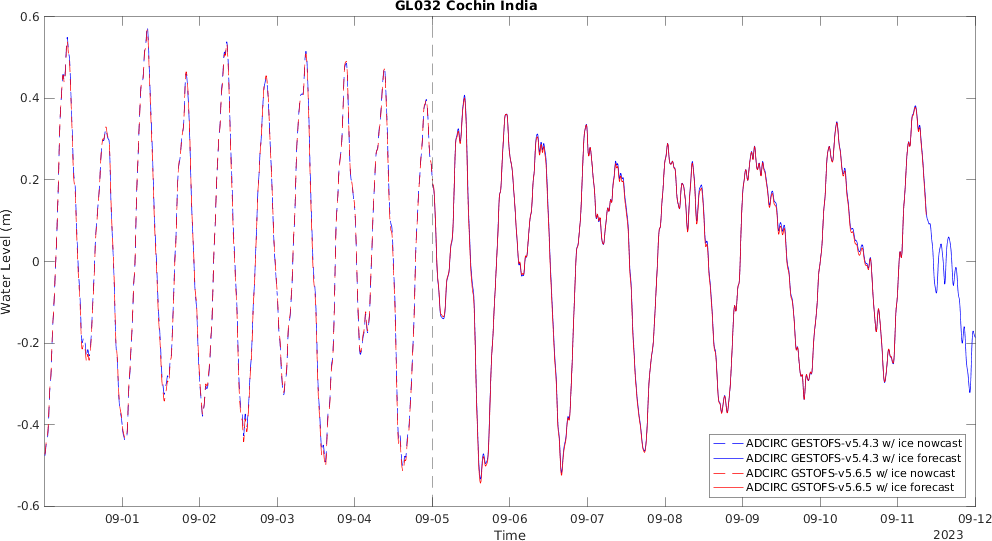 GL032 Cochin India
Water Level (m)
0.6
0.4
0.2
0
-0.2
-0.4
-0.6
ADCIRC GESTOFS-v5.4.3 w/ ice nowcast
ADCIRC GESTOFS-v5.4.3 w/ ice forecast
ADCIRC GSTOFS-v5.6.5 w/ ice nowcast
ADCIRC GSTOFS-v5.6.5 w/ ice forecast
09-01 09-02 09-03 09-04 09-05 09-06 09-07 09-08 09-09 09-10 09-11 09-12
Time
2023